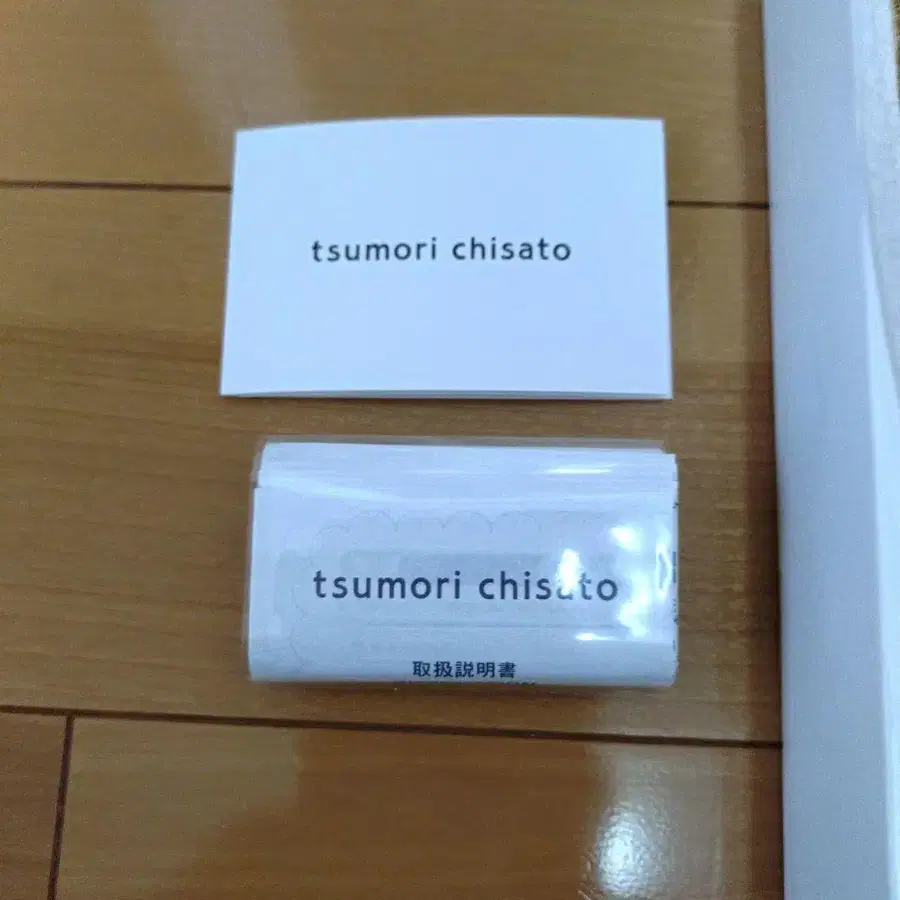 tsumori chisato
tsumori chisato
取扱説明書